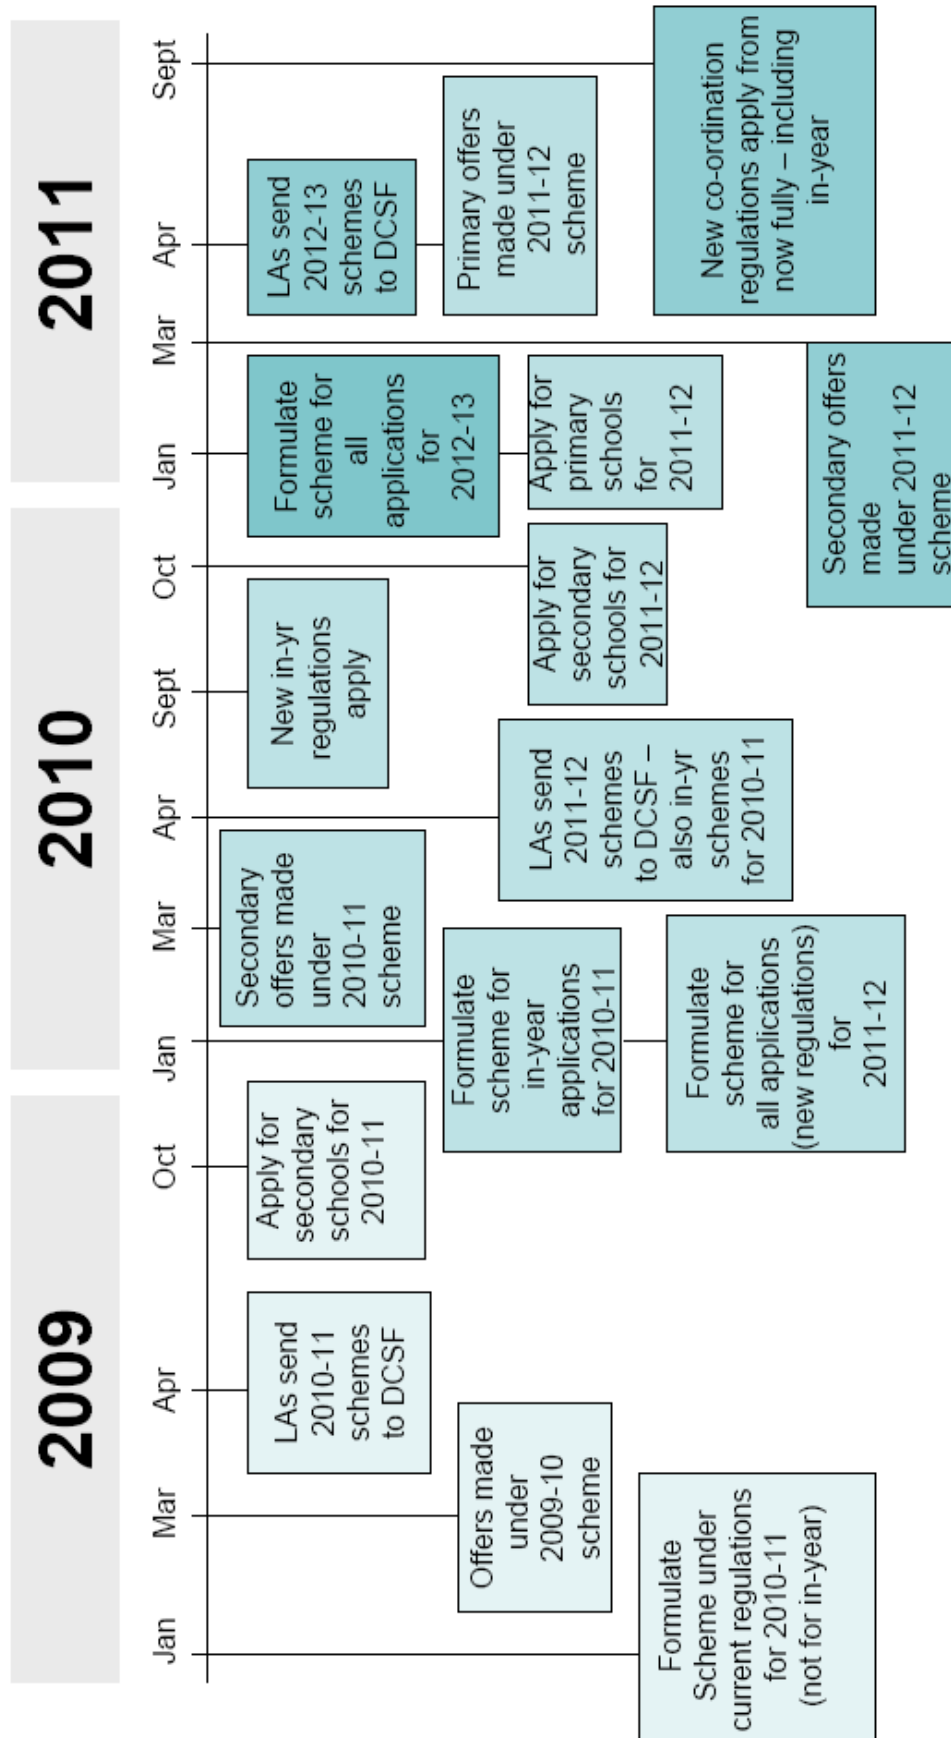 2009
2010
2011
Jan
Mar
Apr
Oct
Jan
Mar
Apr
Sept
Oct
Jan
Mar
Apr
Sept
Formulate
Scheme under
current regulations
for 2010-11
(not for in-year)
Offers made
under
2009-10
scheme
LAs send
2010-11
schemes
to DCSF
Apply for
secondary
schools for
2010-11
Formulate
scheme for
in-year
applications
for 2010-11
Formulate
scheme for
all applications
(new regulations)
for
2011-12
Secondary
offers made
under
2010-11
scheme
LAs send
2011-12
schemes
to DCSF –
also in-yr
schemes
for 2010-11
New in-yr
regulations
apply
Apply for
secondary
schools for
2011-12
Formulate
scheme for
all
applications
for
2012-13
Apply for
primary
schools
for
2011-12
Secondary offers
made
under 2011-12
scheme
LAs send
2012-13
schemes
to DCSF
Primary offers
made under
2011-12
scheme
New co-ordination
regulations apply from
now fully – including
in-year